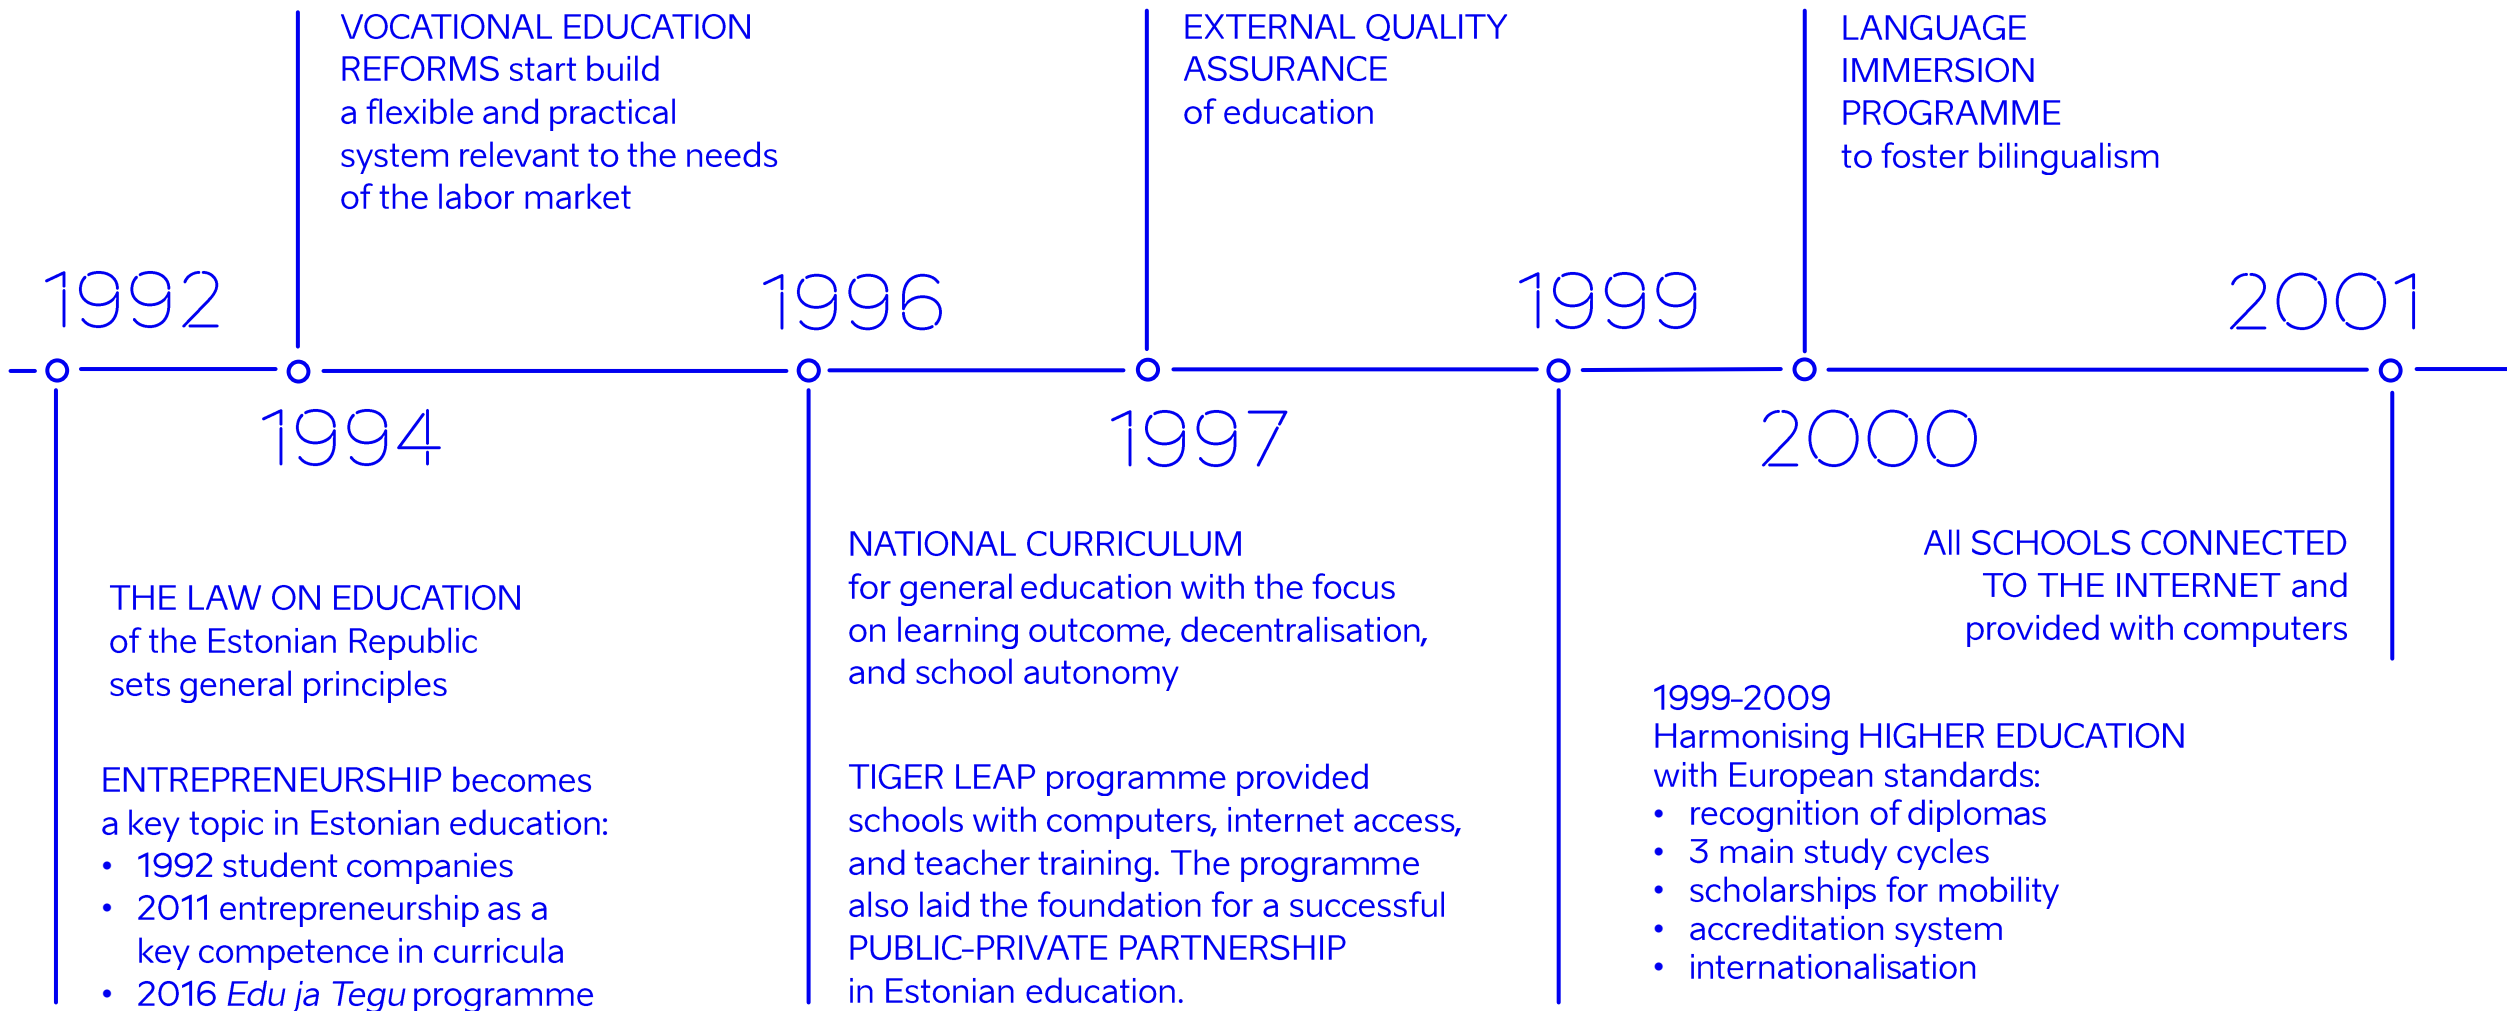 VOCATIONAL EDUCATION
REFORMS start build
a flexible and practical
system relevant to the needs
of the labor market
EXTERNAL QUALITY
ASSURANCE
of education
LANGUAGE
IMMERSION
PROGRAMME
to foster bilingualism
1992
1996
1999
2001
1994
1997
2000
THE LAW ON EDUCATION
of the Estonian Republic
sets general principles
ENTREPRENEURSHIP becomes
a key topic in Estonian education:
• 1992 student companies
• 2011 entrepreneurship as a
key competence in curricula
• 2016 Edu ja Tegu programme
NATIONAL CURRICULUM
for general education with the focus
on learning outcome, decentralisation,
and school autonomy
TIGER LEAP programme provided
schools with computers, internet access,
and teacher training. The programme
also laid the foundation for a successful
PUBLIC-PRIVATE PARTNERSHIP
in Estonian education.
All SCHOOLS CONNECTED
TO THE INTERNET and
provided with computers
1999–2009
Harmonising HIGHER EDUCATION
with European standards:
• recognition of diplomas
• 3 main study cycles
• scholarships for mobility
• accreditation system
• internationalisation